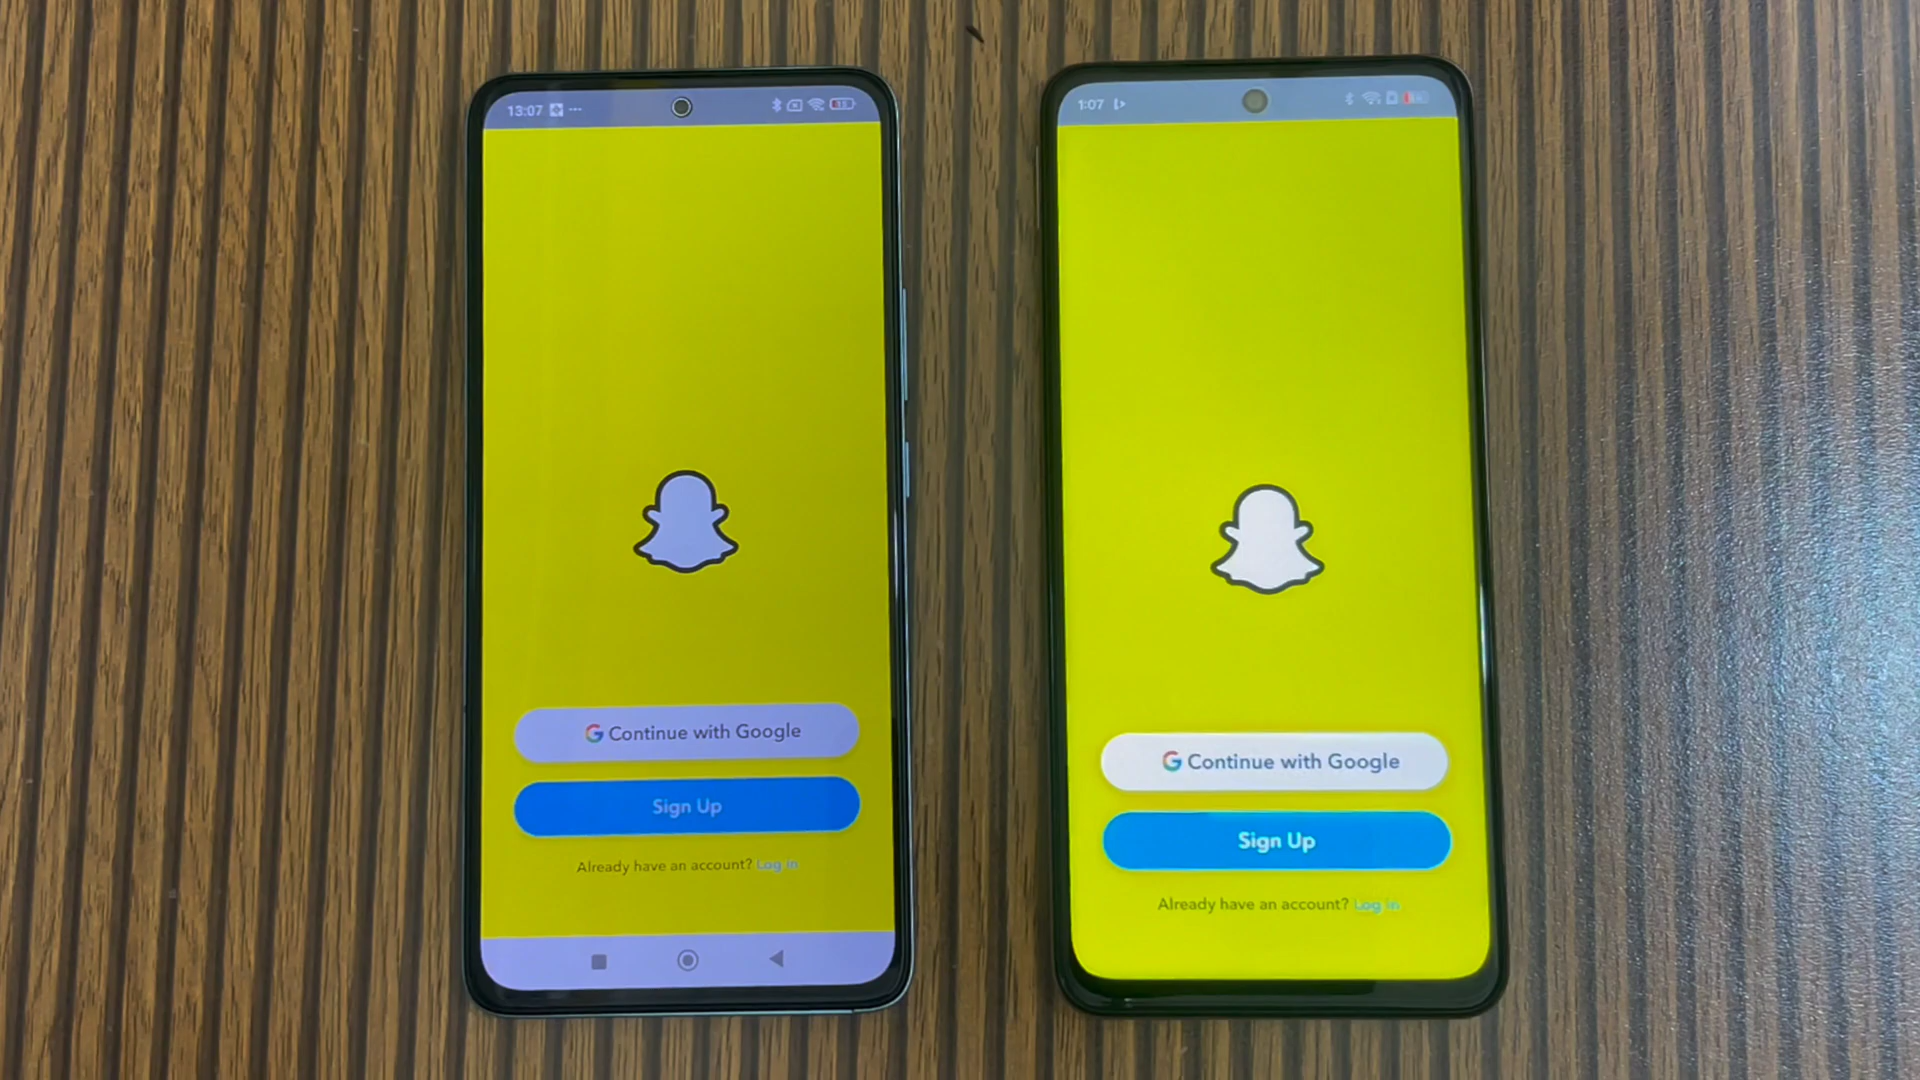 13:07
Continue with Google
Sign Up
Already have an account? Log in
1:07
Continue with Google
Sign Up
Already have an account? Log in